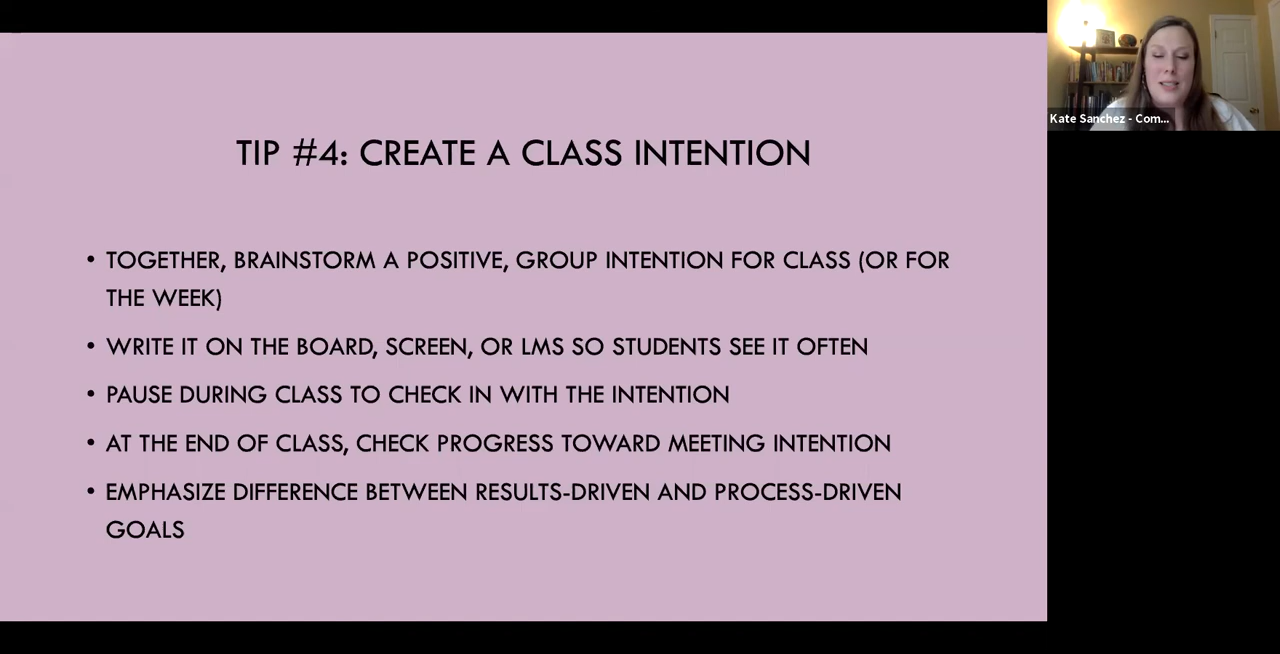 TIP #4: CREATE A CLASS INTENTION
• TOGETHER, BRAINSTORM A POSITIVE, GROUP INTENTION FOR CLASS (OR FOR
THE WEEK)
• WRITE IT ON THE BOARD, SCREEN, OR LMS SO STUDENTS SEE IT OFTEN
• PAUSE DURING CLASS TO CHECK IN WITH THE INTENTION
• AT THE END OF CLASS, CHECK PROGRESS TOWARD MEETING INTENTION
• EMPHASIZE DIFFERENCE BETWEEN RESULTS-DRIVEN AND PROCESS-DRIVEN
GOALS
Kate Sanchez - Com...